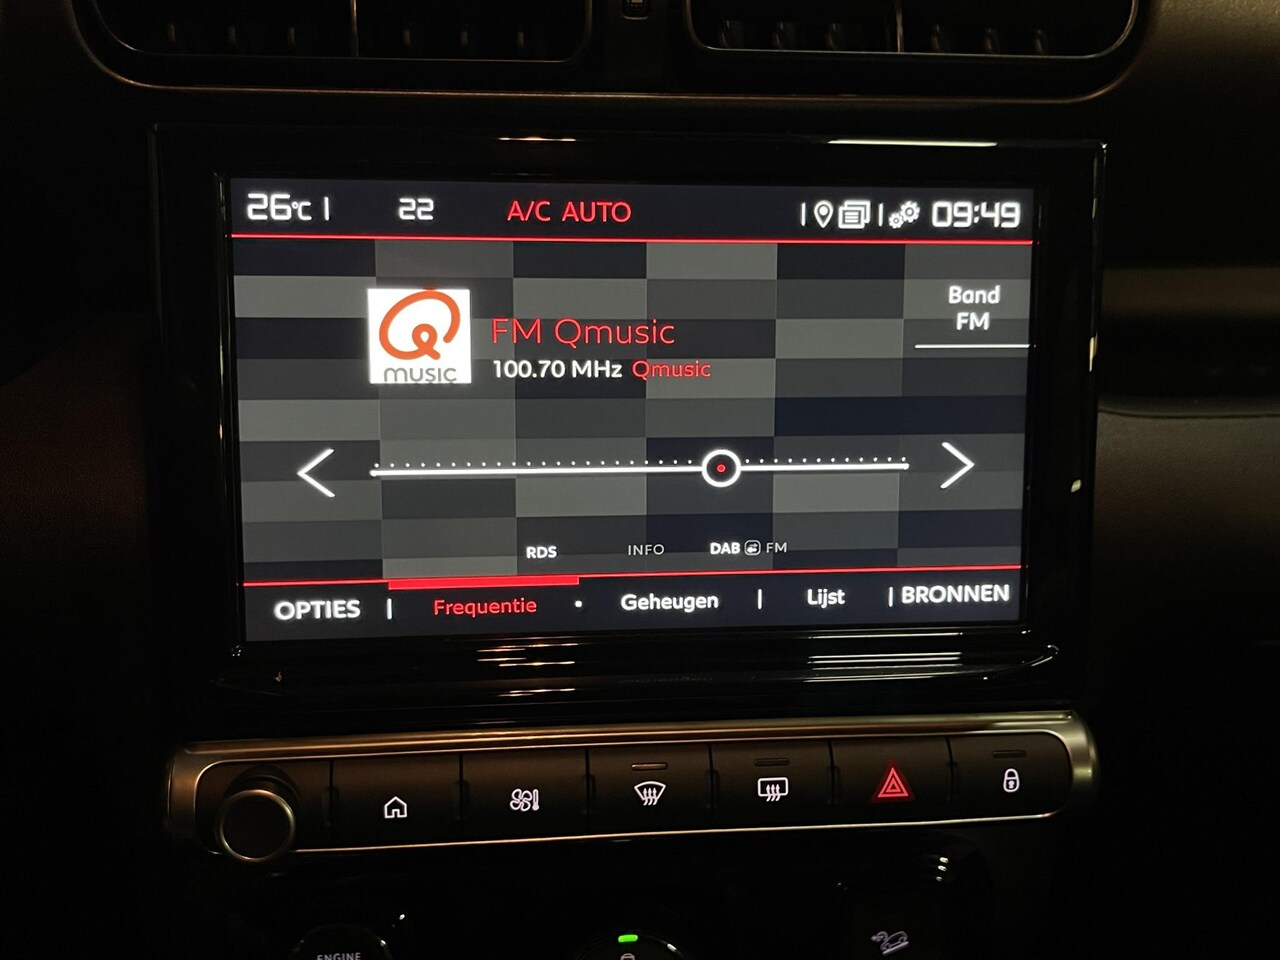 26°C | 22 A/C AUTO 09:49
Band
FM
MUSIC
FM Qmusic
100.70 MHz Qmusic
RDS INFO DAB FM
OPTIES | Frequentie • Geheugen | Lijst | BRONNEN
ENGINE